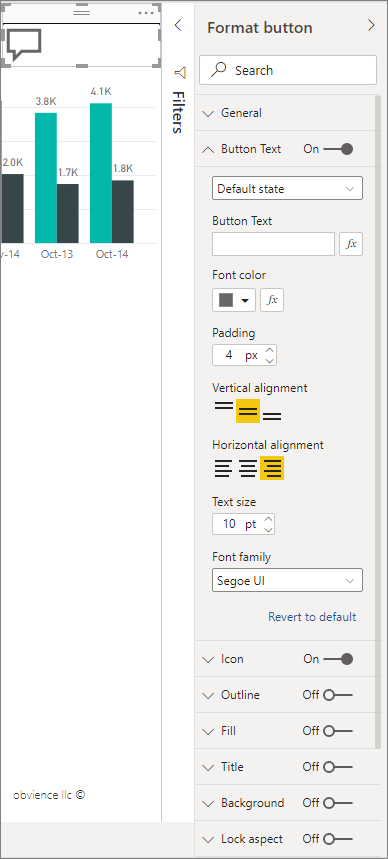 Format button
Search
Filters
General
Button Text On
Default state
Button Text
fx
Font color
fx
Padding
4 px
Vertical alignment
Horizontal alignment
Text size
10 pt
Font family
Segoe UI
Revert to default
Icon On
Outline Off
Fill Off
Title Off
Background Off
Lock aspect Off
4.1K
3.8K
2.0K
1.7K
1.8K
v-14 Oct-13 Oct-14
obvience llc ©